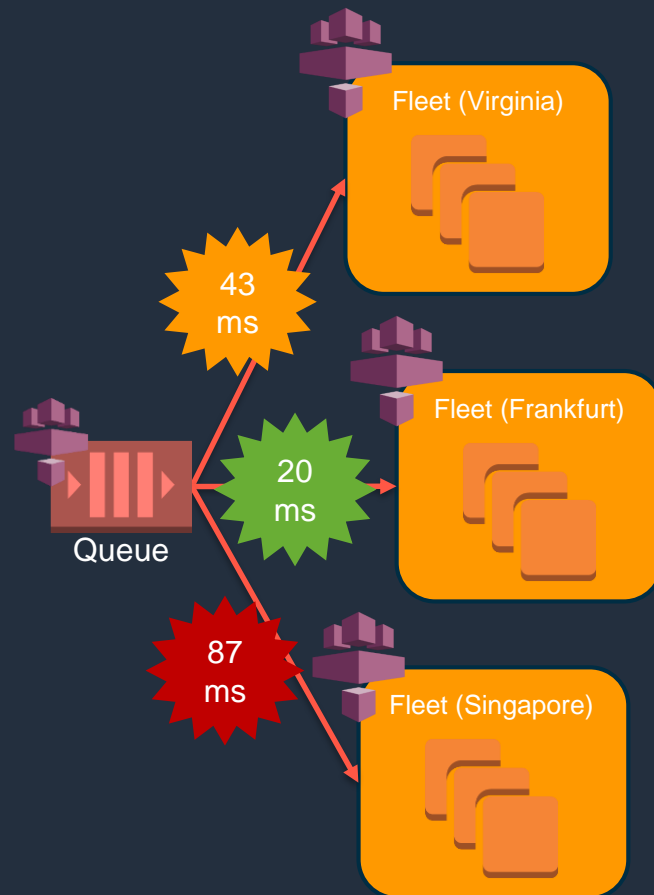 Fleet (Virginia)
43
ms
Fleet (Frankfurt)
20
ms
Queue
87
ms
Fleet (Singapore)